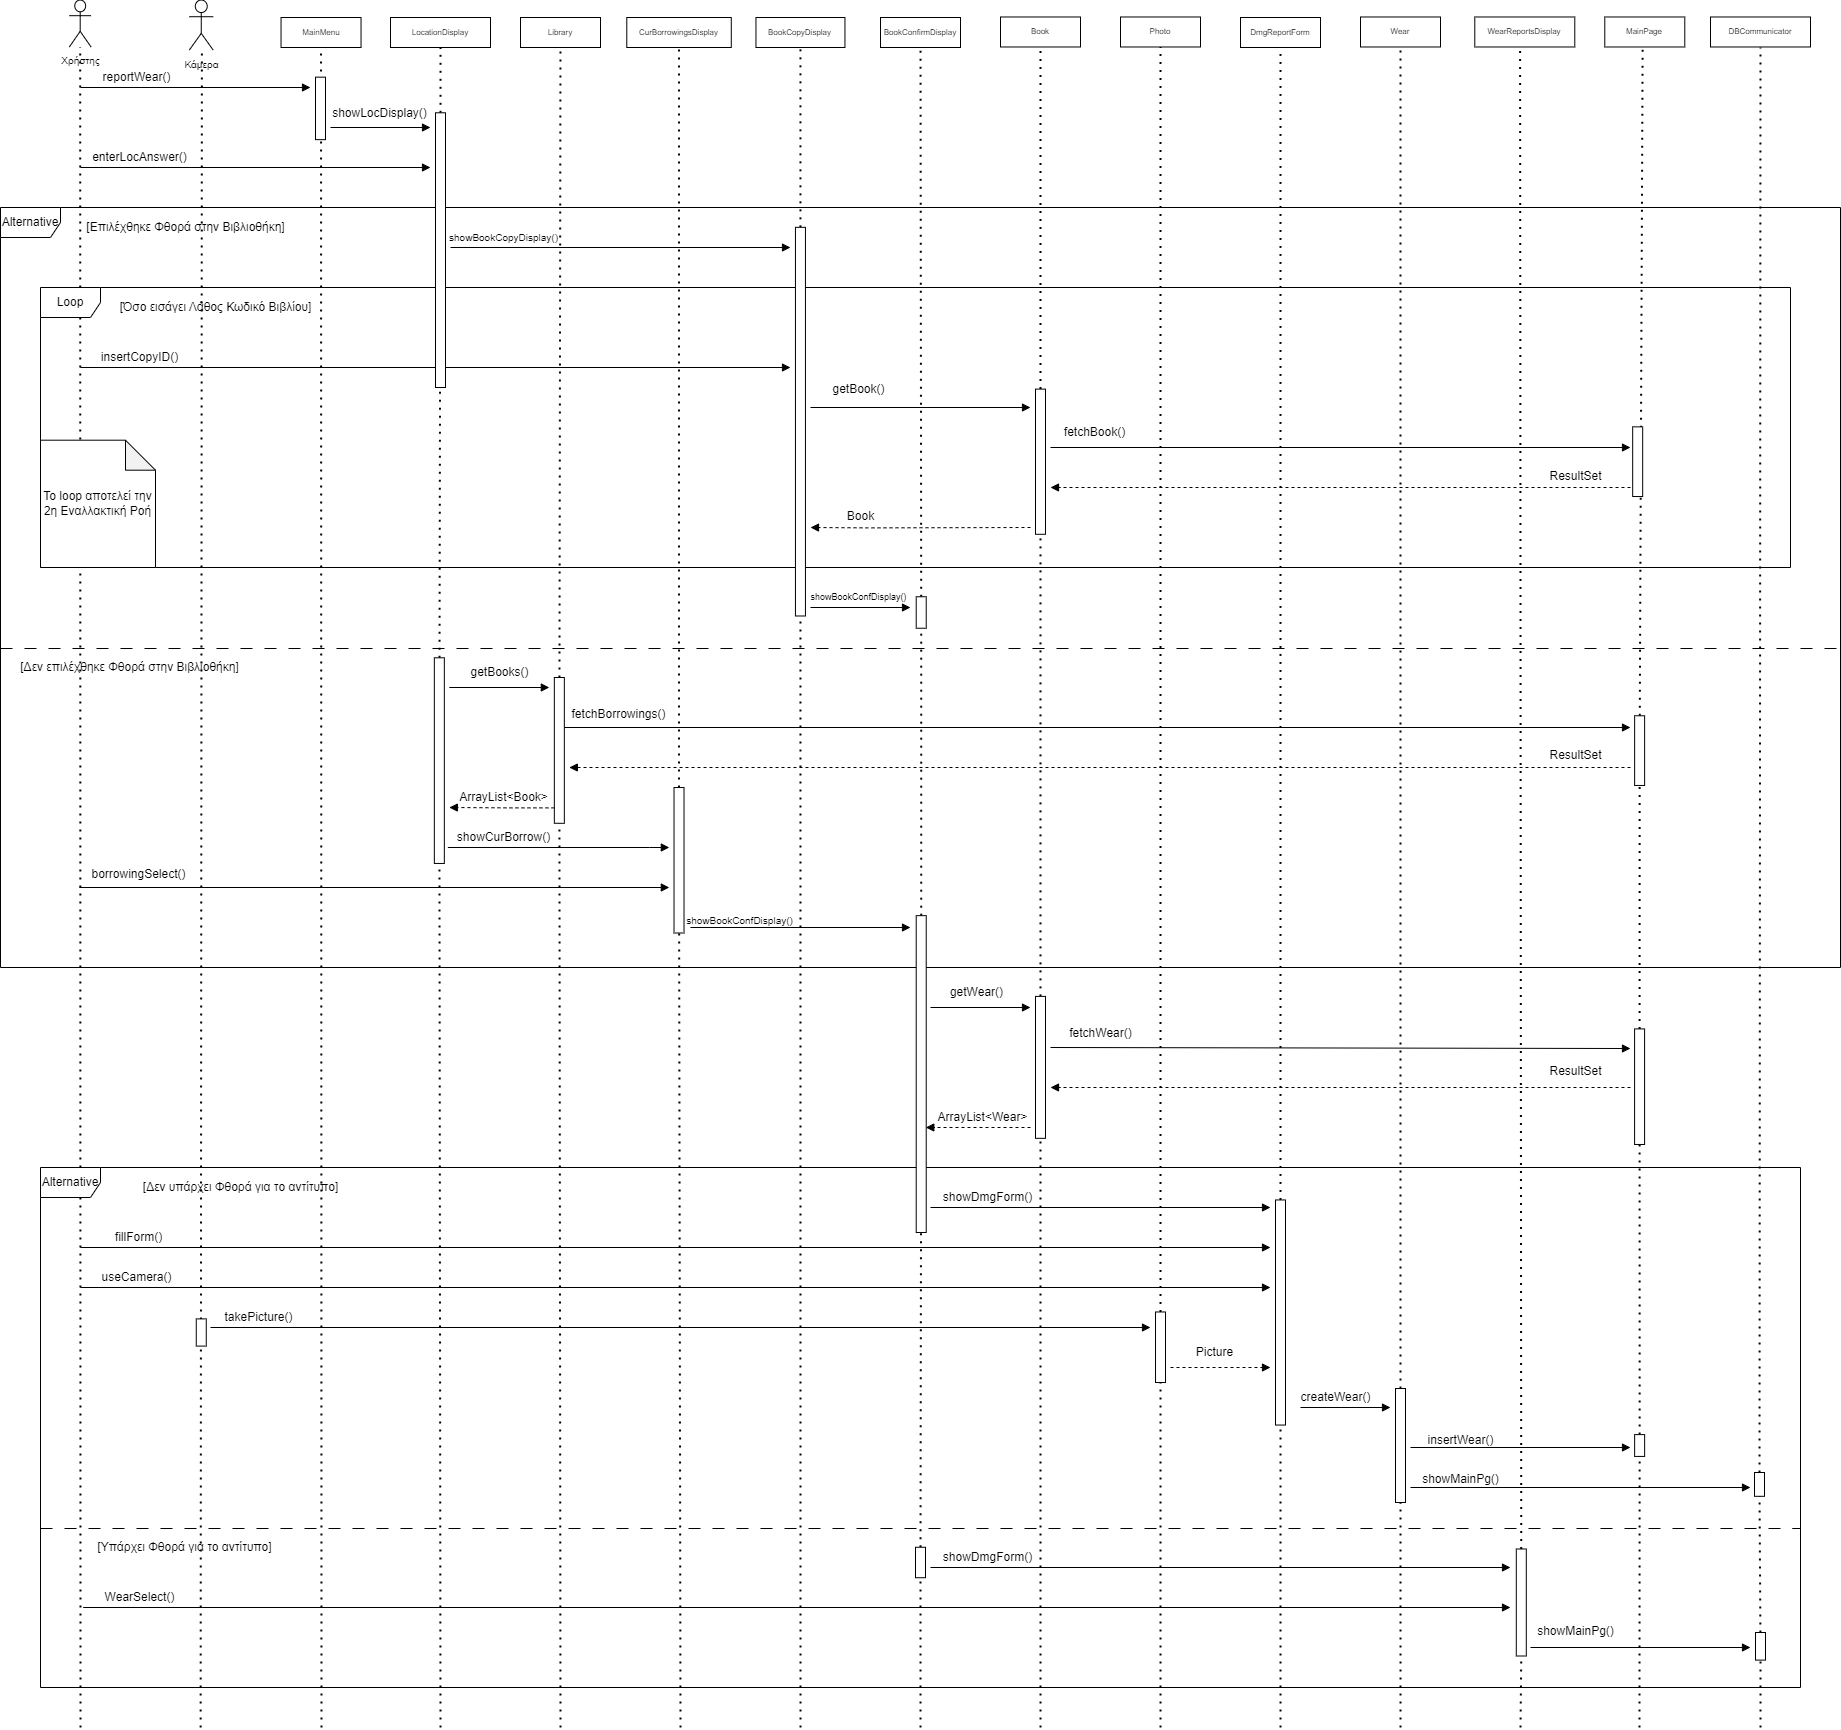 Χρήστης
Κάμερα
MainMenu
LocationDisplay
Library
CurBorrowingsDisplay
BookCopyDisplay
BookConfirmDisplay
Book
Photo
DmgReportForm
Wear
WearReportsDisplay
MainPage
DBCommunicator
reportWear()
showLocDisplay()
enterLocAnswer()
Alternative
[Επιλέχθηκε Φθορά στην Βιβλιοθήκη]
showBookCopyDisplay()
Loop
[Όσο εισάγει Λάθος Κωδικό Βιβλίου]
insertCopyID()
getBook()
fetchBook()
ResultSet
Το loop αποτελεί την
2η Εναλλακτική Ροή
Book
showBookConfDisplay()
[Δεν επιλέχθηκε Φθορά στην Βιβλιοθήκη]
getBooks()
fetchBorrowings()
ResultSet
ArrayList<Book>
showCurBorrow()
borrowingSelect()
showBookConfDisplay()
getWear()
fetchWear()
ResultSet
ArrayList<Wear>
Alternative
[Δεν υπάρχει Φθορά για το αντίτυπο]
showDmgForm()
fillForm()
useCamera()
takePicture()
Picture
createWear()
insertWear()
showMainPg()
[Υπάρχει Φθορά για το αντίτυπο]
showDmgForm()
WearSelect()
showMainPg()